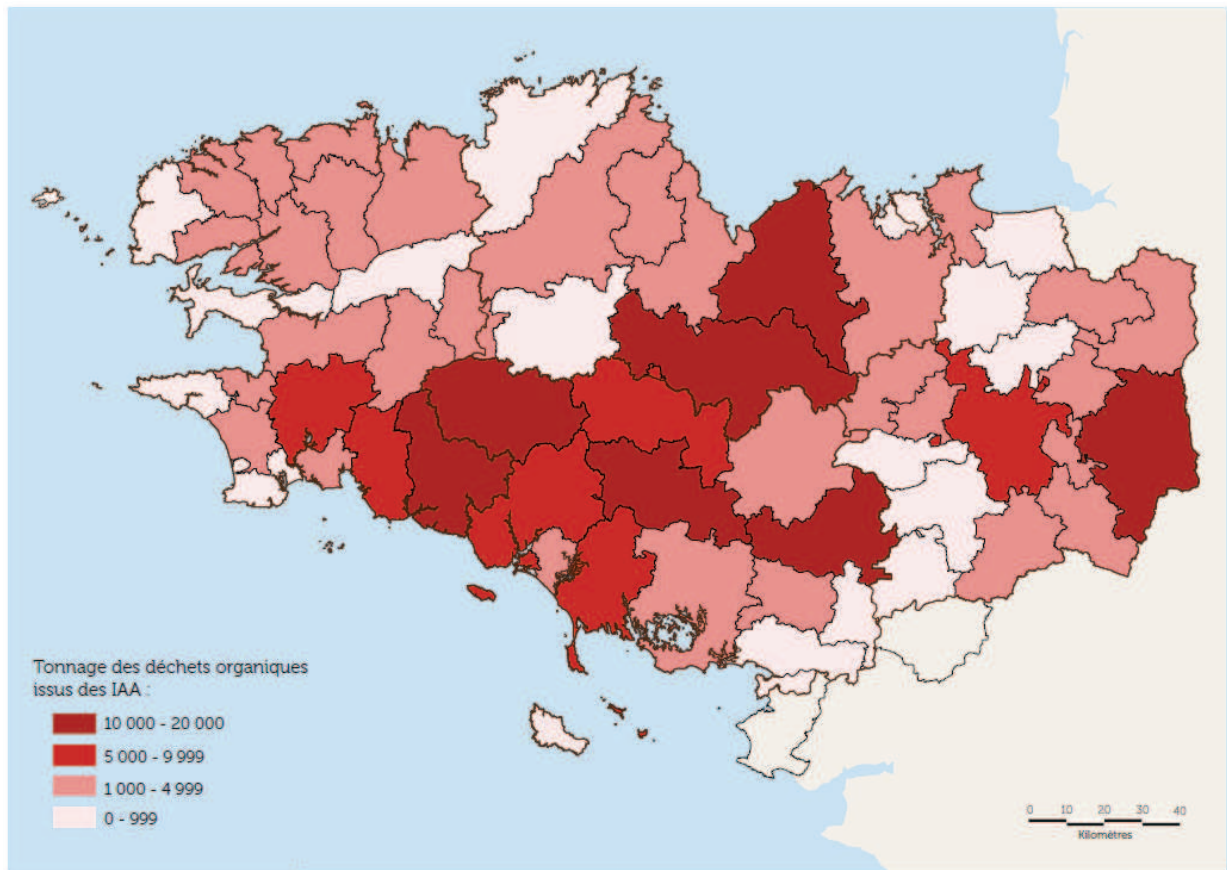 Tonnage des déchets organiques
issus des IAA :
10 000 - 20 000
5 000 - 9 999
1 000 - 4 999
0 - 999
0 10 20 30 40
Kilomètres